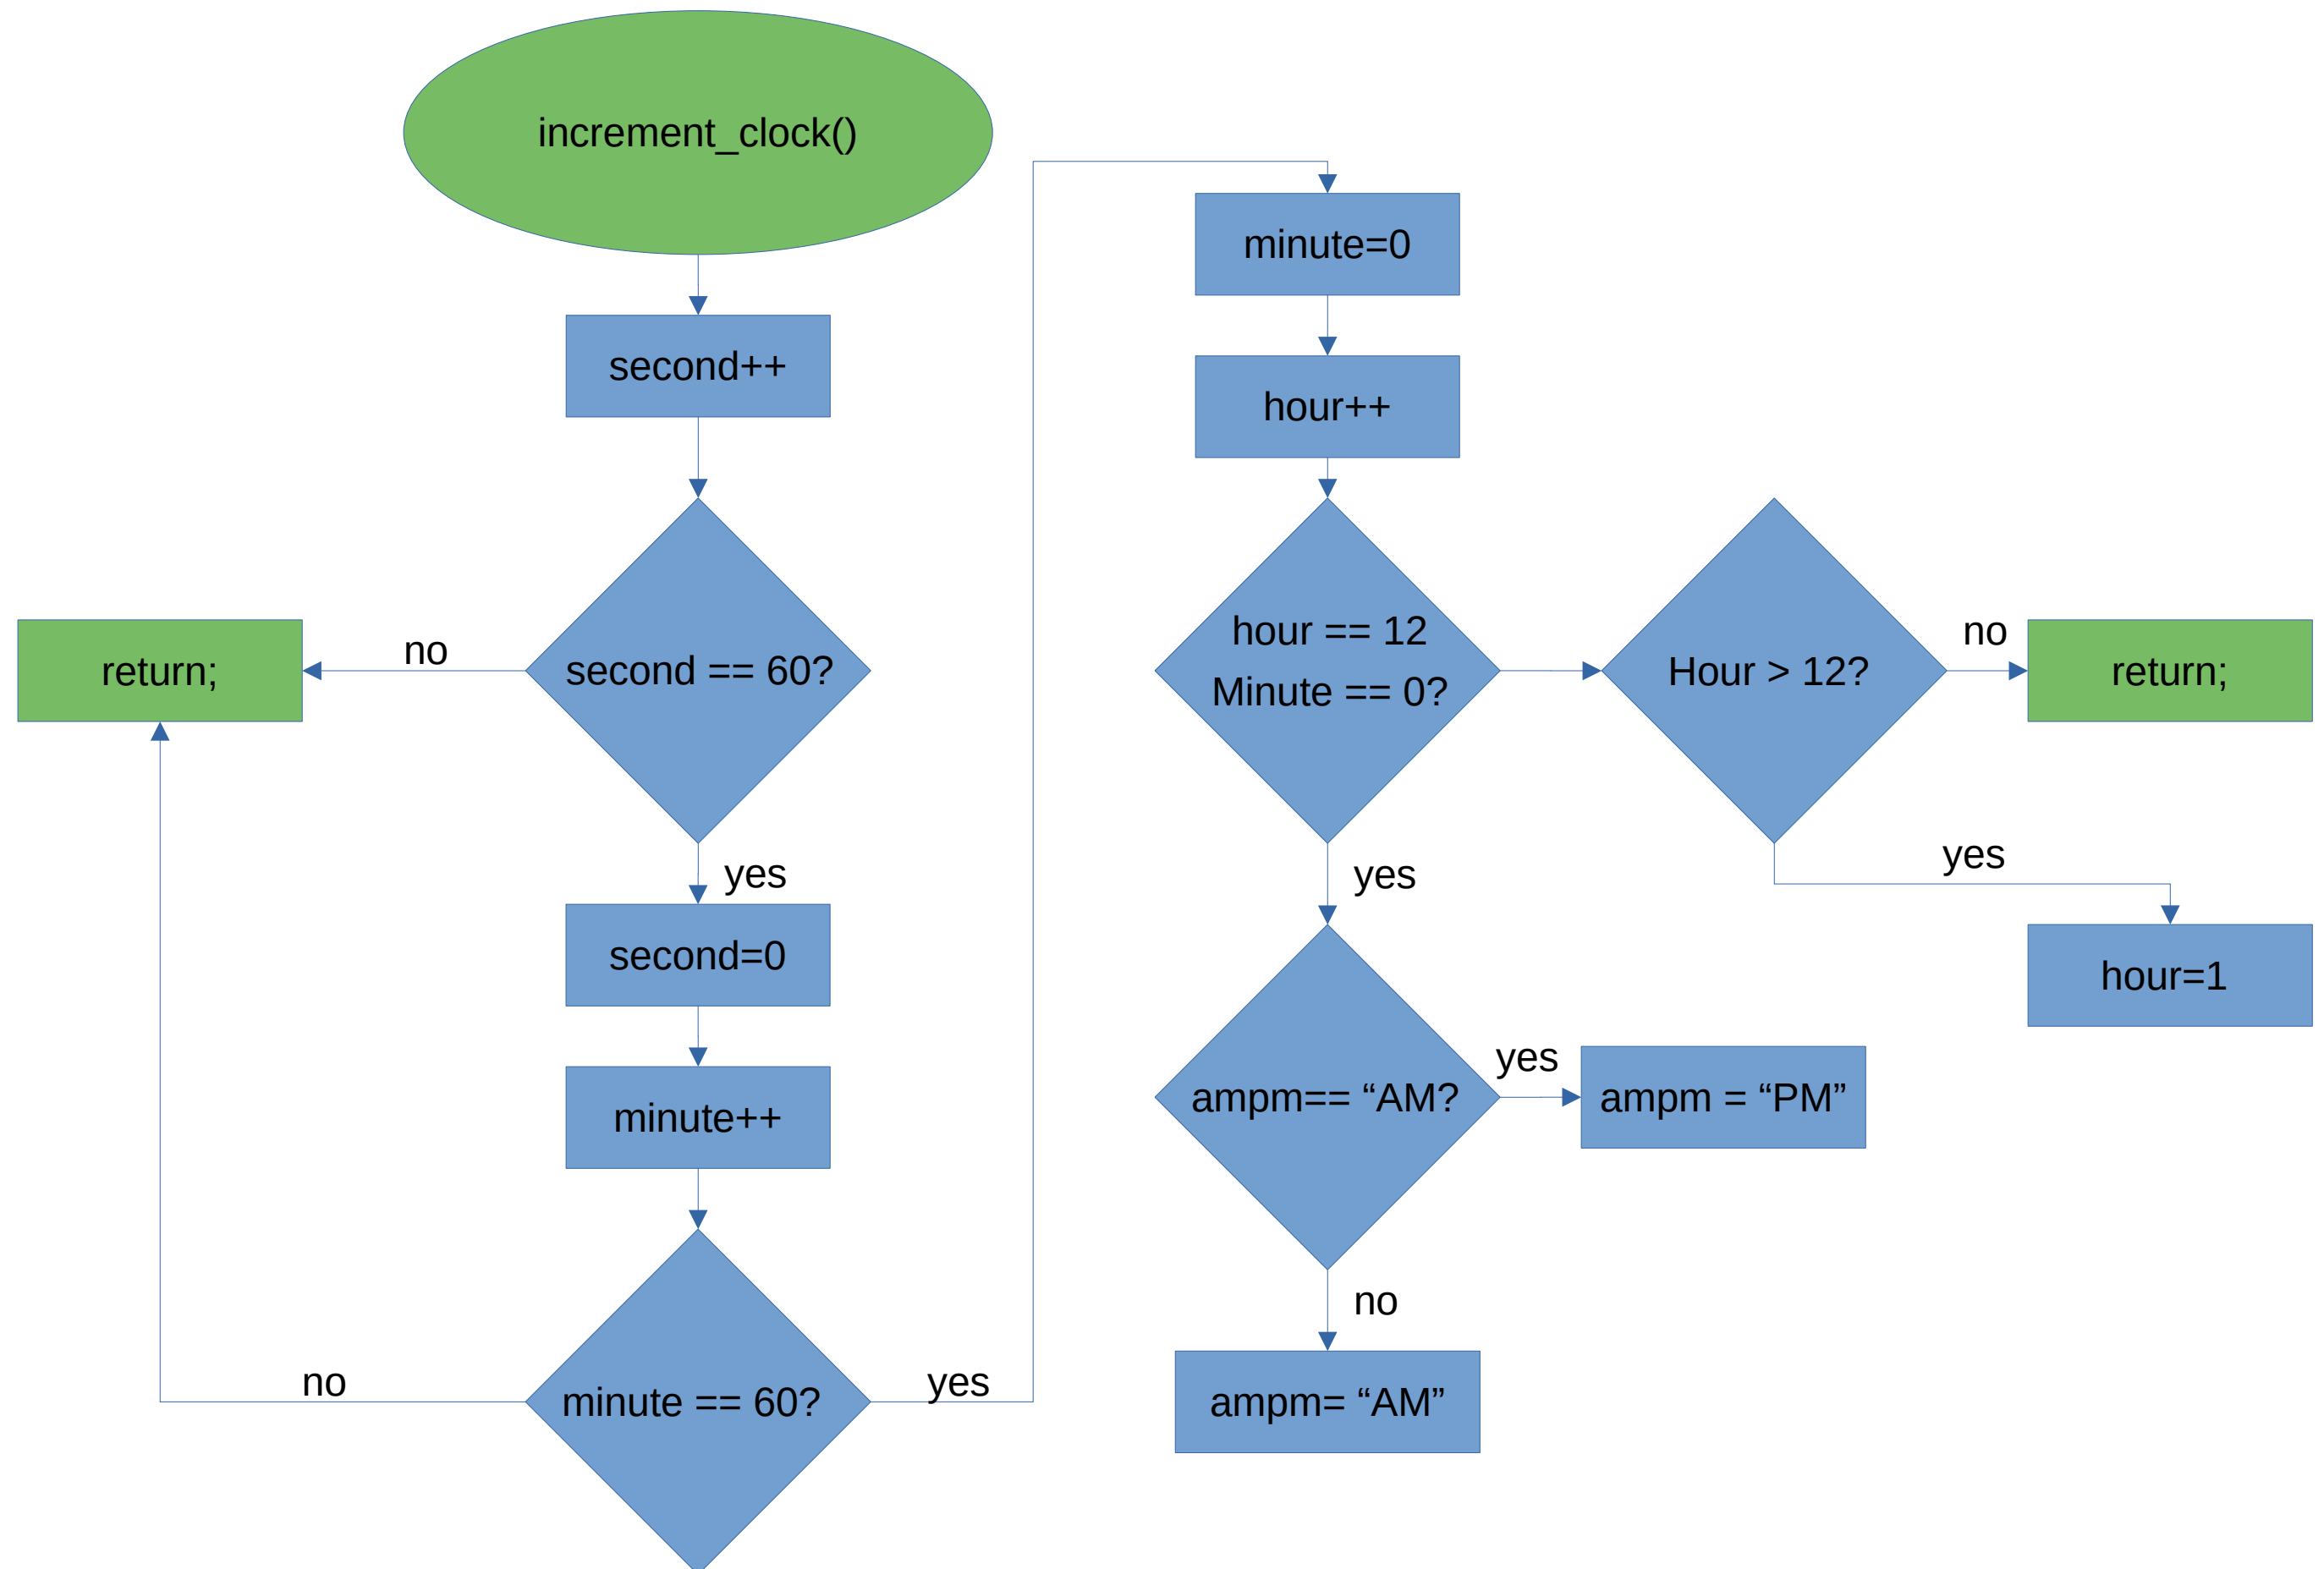 increment_clock()
second++
second == 60?
no
return;
yes
second=0
minute++
minute == 60?
no
yes
minute=0
hour++
hour == 12
Minute == 0?
Hour > 12?
no
return;
yes
hour=1
yes
ampm== “AM?
yes
ampm = “PM”
no
ampm= “AM”